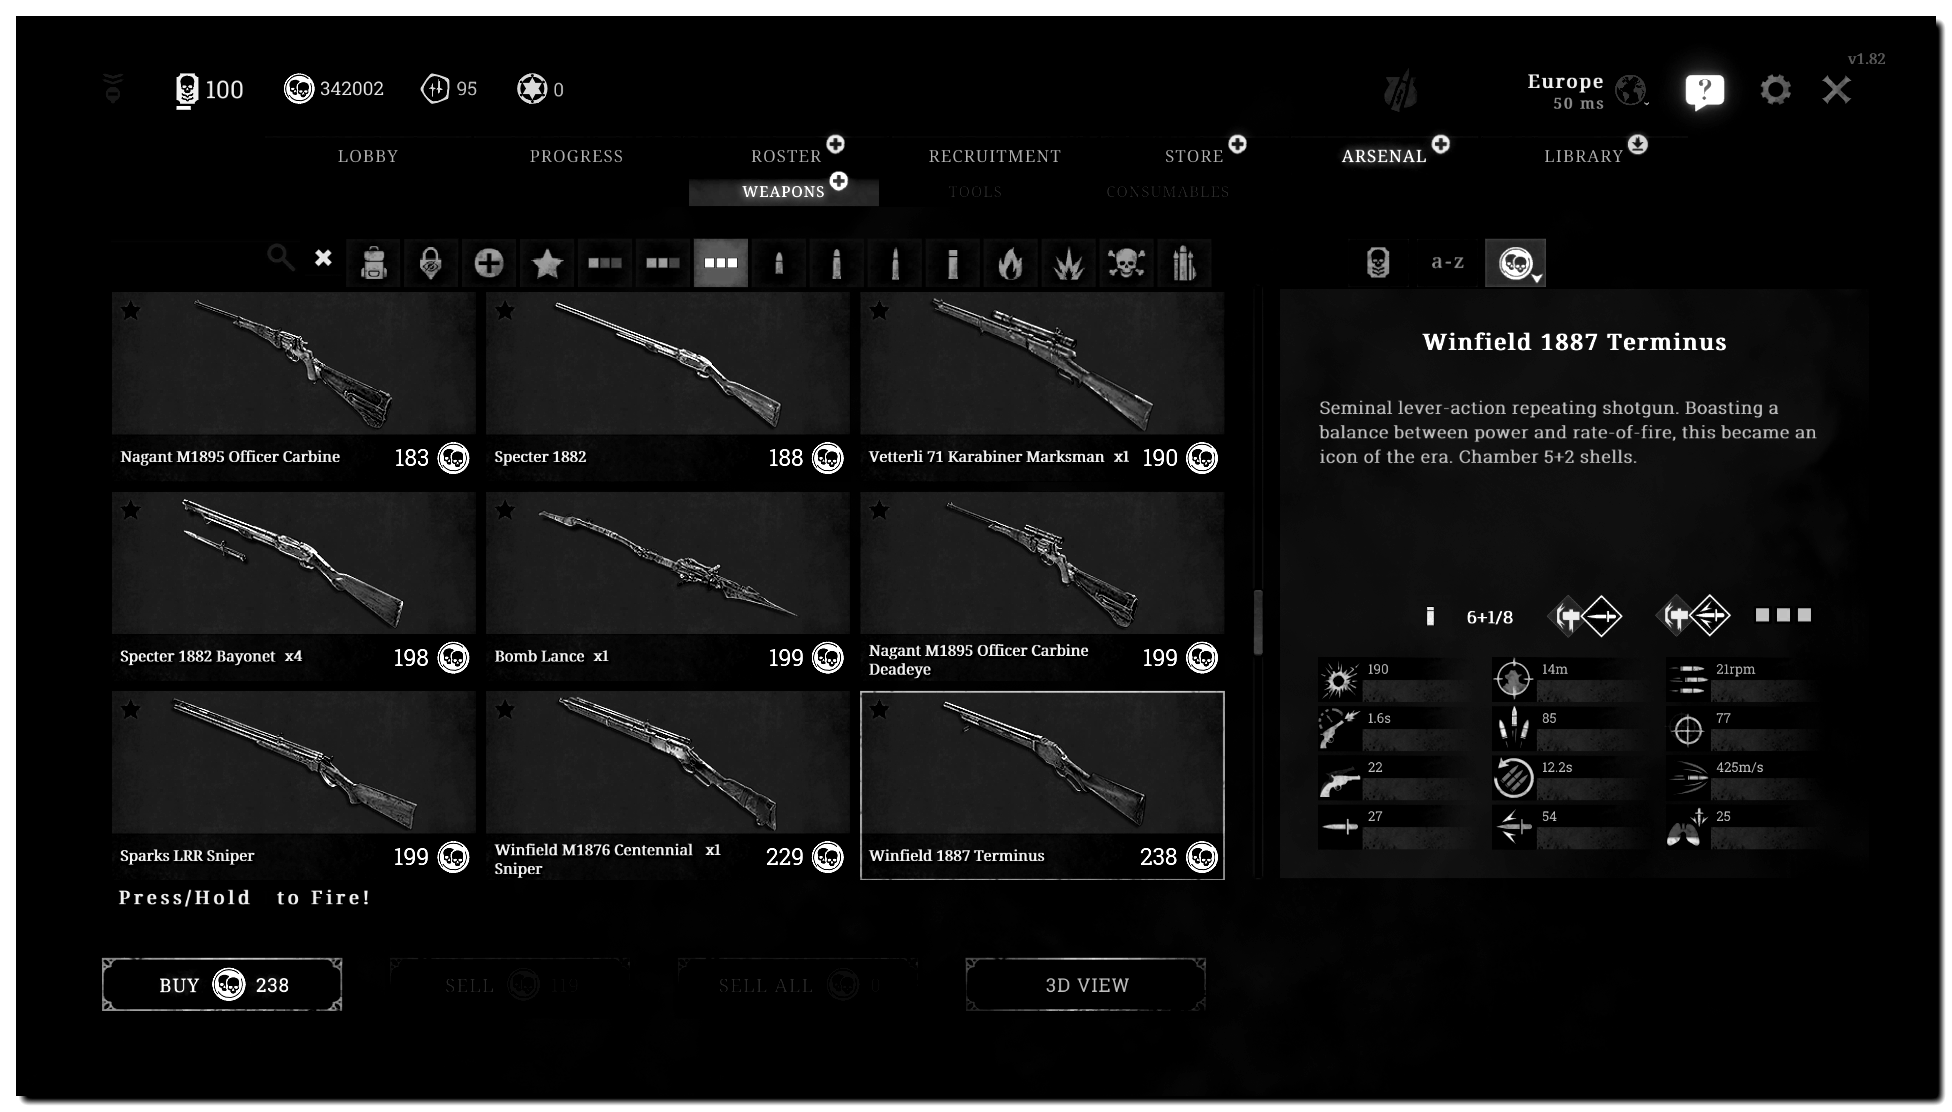 v1.82
100
342002
95
0
Europe
50 ms
?
LOBBY
PROGRESS
ROSTER
RECRUITMENT
STORE
ARSENAL
LIBRARY
WEAPONS
TOOLS
CONSUMABLES
a-z
Nagant M1895 Officer Carbine 183
Specter 1882 188
Vetterli 71 Karabiner Marksman x1 190
Specter 1882 Bayonet x4 198
Bomb Lance x1 199
Nagant M1895 Officer Carbine
Deadeye
199
Sparks LRR Sniper 199
Winfield M1876 Centennial x1
Sniper
229
Winfield 1887 Terminus 238
Winfield 1887 Terminus
Seminal lever-action repeating shotgun. Boasting a
balance between power and rate-of-fire, this became an
icon of the era. Chamber 5+2 shells.
6+1/8
190
14m
21rpm
1.6s
85
77
22
12.2s
425m/s
27
54
25
Press/Hold to Fire!
BUY 238
SELL 119
SELL ALL 0
3D VIEW